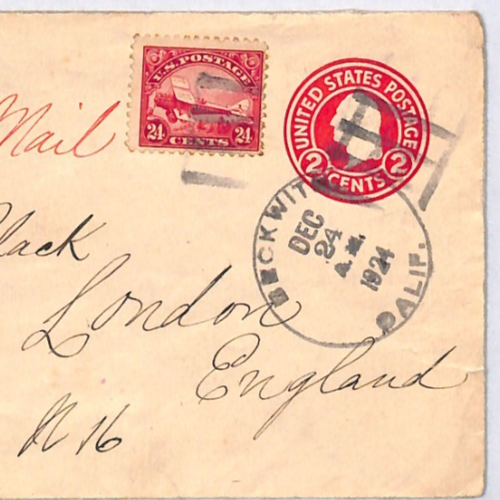 U.S. POSTAGE
24 24
CENTS
UNITED STATES POSTAGE
2 CENTS 2
BECKWITH
DEC
24
A.M.
1924
CALIF.
Mail
lack
London
England
N 16